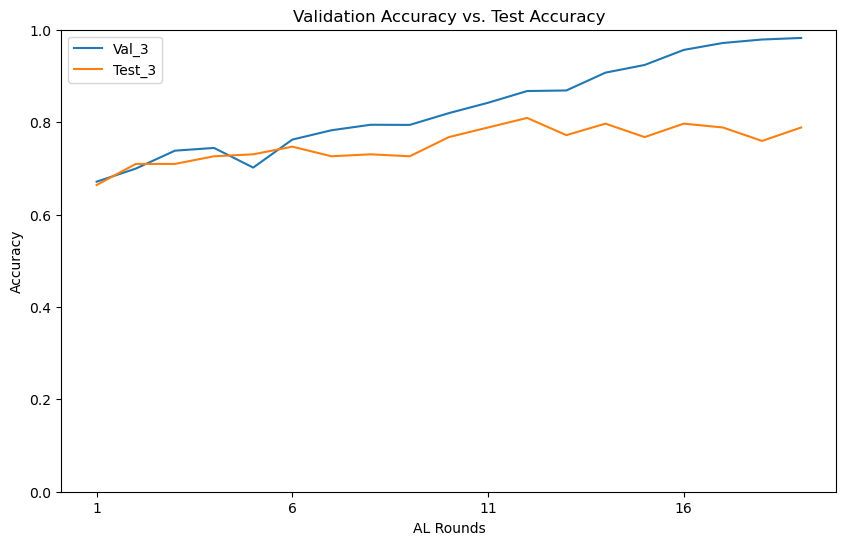 Validation Accuracy vs. Test Accuracy
Val_3
Test_3
1.0
0.8
0.6
0.4
0.2
0.0
Accuracy
1
6
11
16
AL Rounds